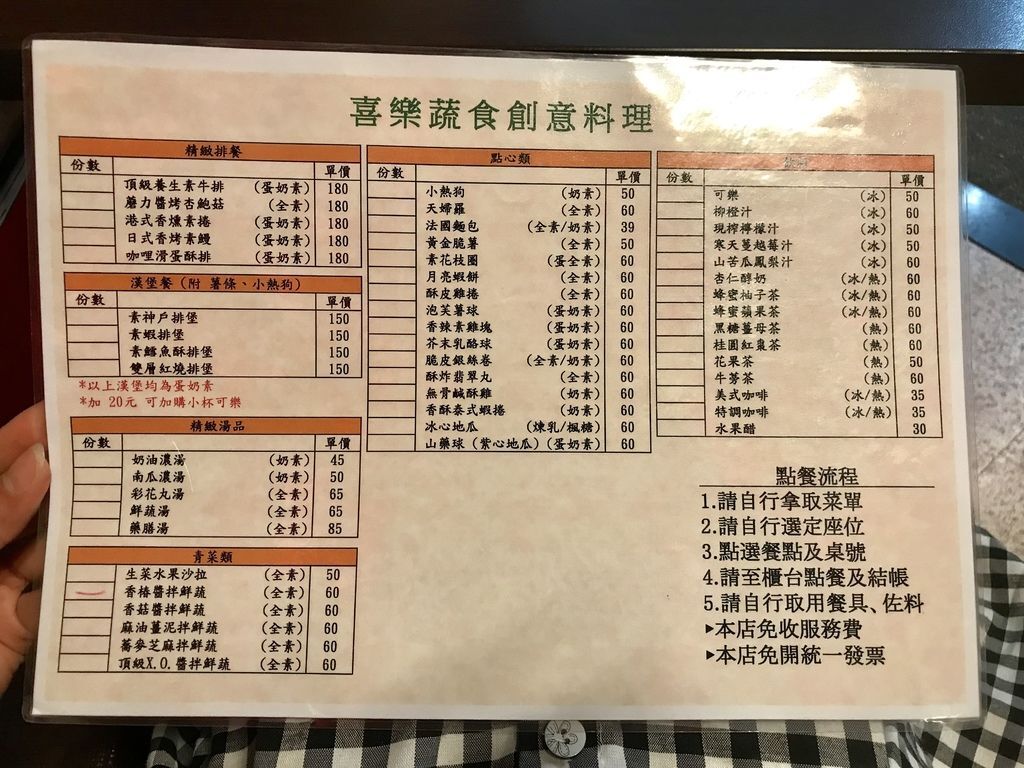 喜樂蔬食創意料理
精緻排餐
份數 單價
頂級養生素牛排 (蛋奶素) 180
蘑力醬烤杏鮑菇 (全素) 180
港式香燻素捲 (蛋奶素) 180
日式香烤素鰻 (蛋奶素) 180
咖哩滑蛋酥排 (蛋奶素) 180
漢堡餐(附 薯條、小熱狗)
份數 單價
素神戶排堡 150
素蝦排堡 150
素鱈魚酥排堡 150
雙層紅燒排堡 150
*以上漢堡均為蛋奶素
*加 20元 可加購小杯可樂
精緻湯品
份數 單價
奶油濃湯 (奶素) 45
南瓜濃湯 (奶素) 50
彩花丸湯 (全素) 65
鮮蔬湯 (全素) 65
藥膳湯 (全素) 85
青菜類
生菜水果沙拉 (全素) 50
香椿醬拌鮮蔬 (全素) 60
香菇醬拌鮮蔬 (全素) 60
麻油薑泥拌鮮蔬 (全素) 60
蕎麥芝麻拌鮮蔬 (全素) 60
頂級X.O.醬拌鮮蔬 (全素) 60
點心類
份數 單價
小熱狗 (奶素) 50
天婦羅 (全素) 60
法國麵包 (全素/奶素) 39
黃金脆薯 (全素) 50
素花枝圈 (蛋全素) 60
月亮蝦餅 (全素) 60
酥皮雞捲 (全素) 60
泡芙薯球 (蛋奶素) 60
香辣素雞塊 (蛋奶素) 60
芥末乳酪球 (蛋奶素) 60
脆皮銀絲卷 (全素/奶素) 60
酥炸翡翠丸 (全素) 60
無骨鹹酥雞 (奶素) 60
香酥泰式蝦捲 (奶素) 60
冰心地瓜 (煉乳/楓糖) 60
山藥球(紫心地瓜) (蛋奶素) 60
份數 單價
可樂 (冰) 50
柳橙汁 (冰) 60
現搾檸檬汁 (冰) 50
寒天蔓越莓汁 (冰) 60
山苦瓜鳳梨汁 (冰) 60
杏仁醇奶 (冰/熱) 60
蜂蜜柚子茶 (冰/熱) 60
蜂蜜蘋果茶 (冰/熱) 60
黑糖薑母茶 (熱) 60
桂圓紅棗茶 (熱) 60
花果茶 (熱) 50
牛蒡茶 (熱) 60
美式咖啡 (冰/熱) 35
特調咖啡 (冰/熱) 35
水果醋 30
點餐流程
1.請自行拿取菜單
2.請自行選定座位
3.點選餐點及桌號
4.請至櫃台點餐及結帳
5.請自行取用餐具、佐料
▸本店免收服務費
▸本店免開統一發票